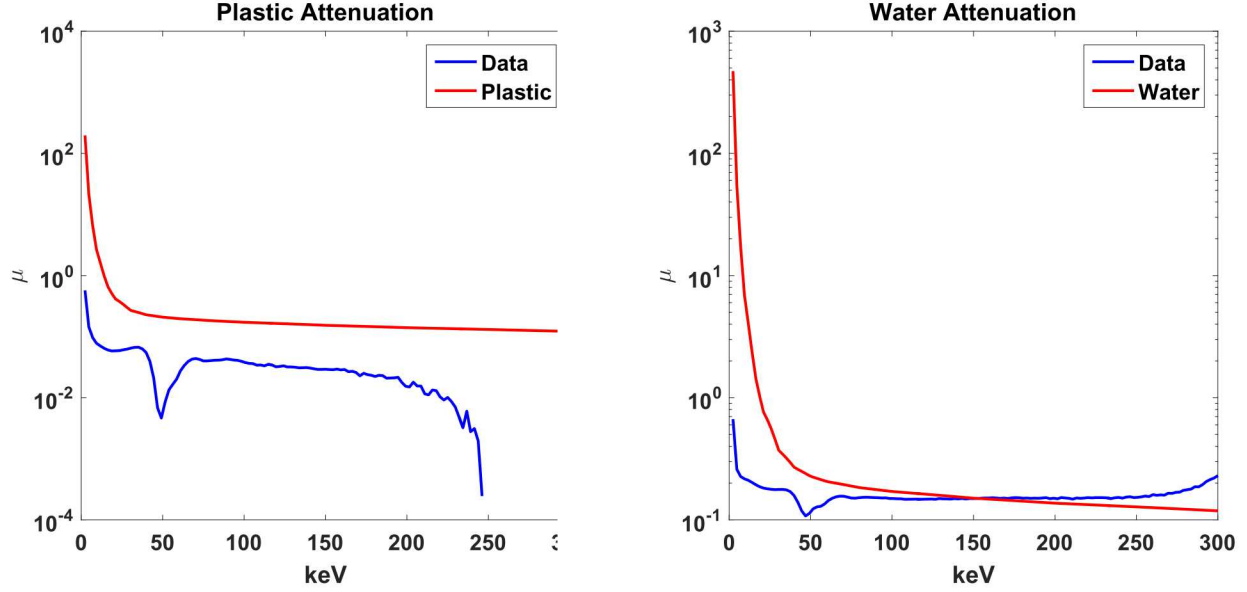 Plastic Attenuation
10^4
10^2
10^0
10^-2
10^-4
μ
0 50 100 150 200 250 3
keV
Data
Plastic
Water Attenuation
10^3
10^2
10^1
10^0
10^-1
μ
0 50 100 150 200 250 300
keV
Data
Water